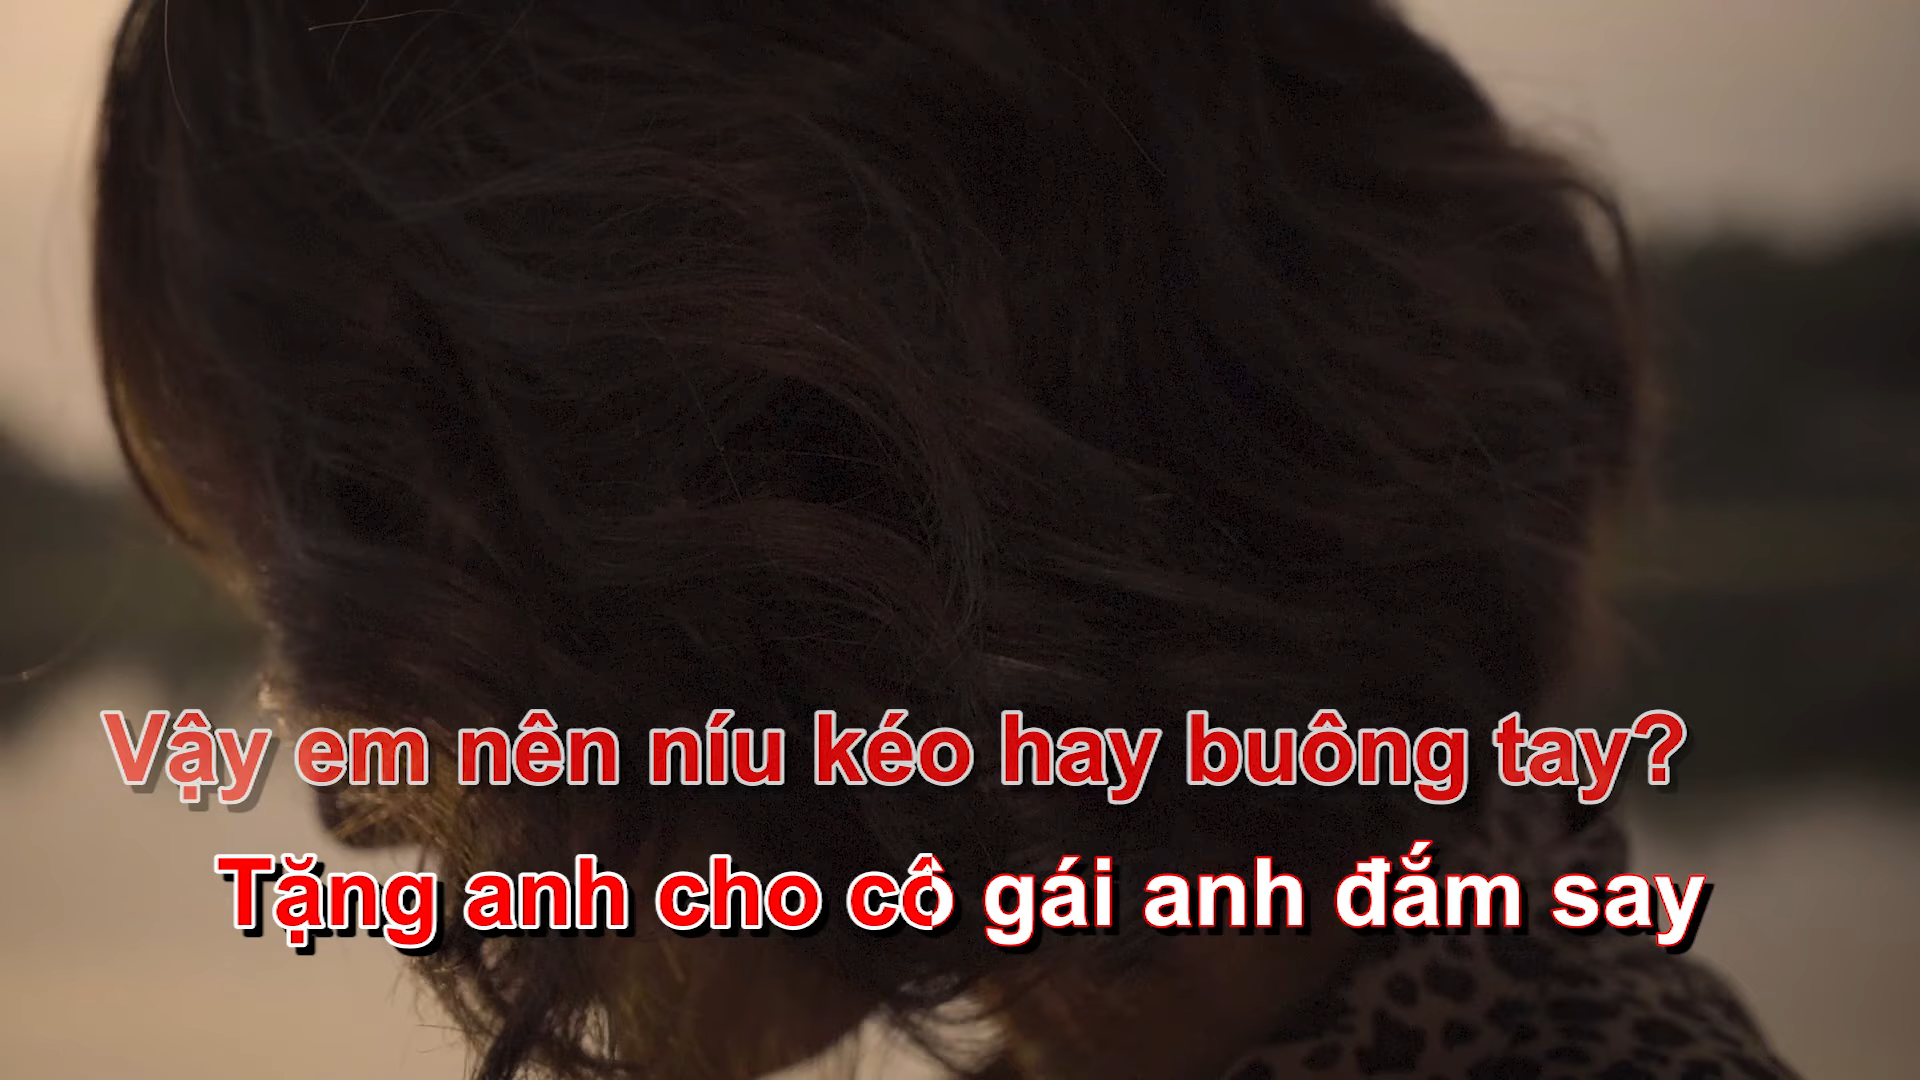 Vậy em nên níu kéo hay buông tay?
Tặng anh cho cô gái anh đắm say